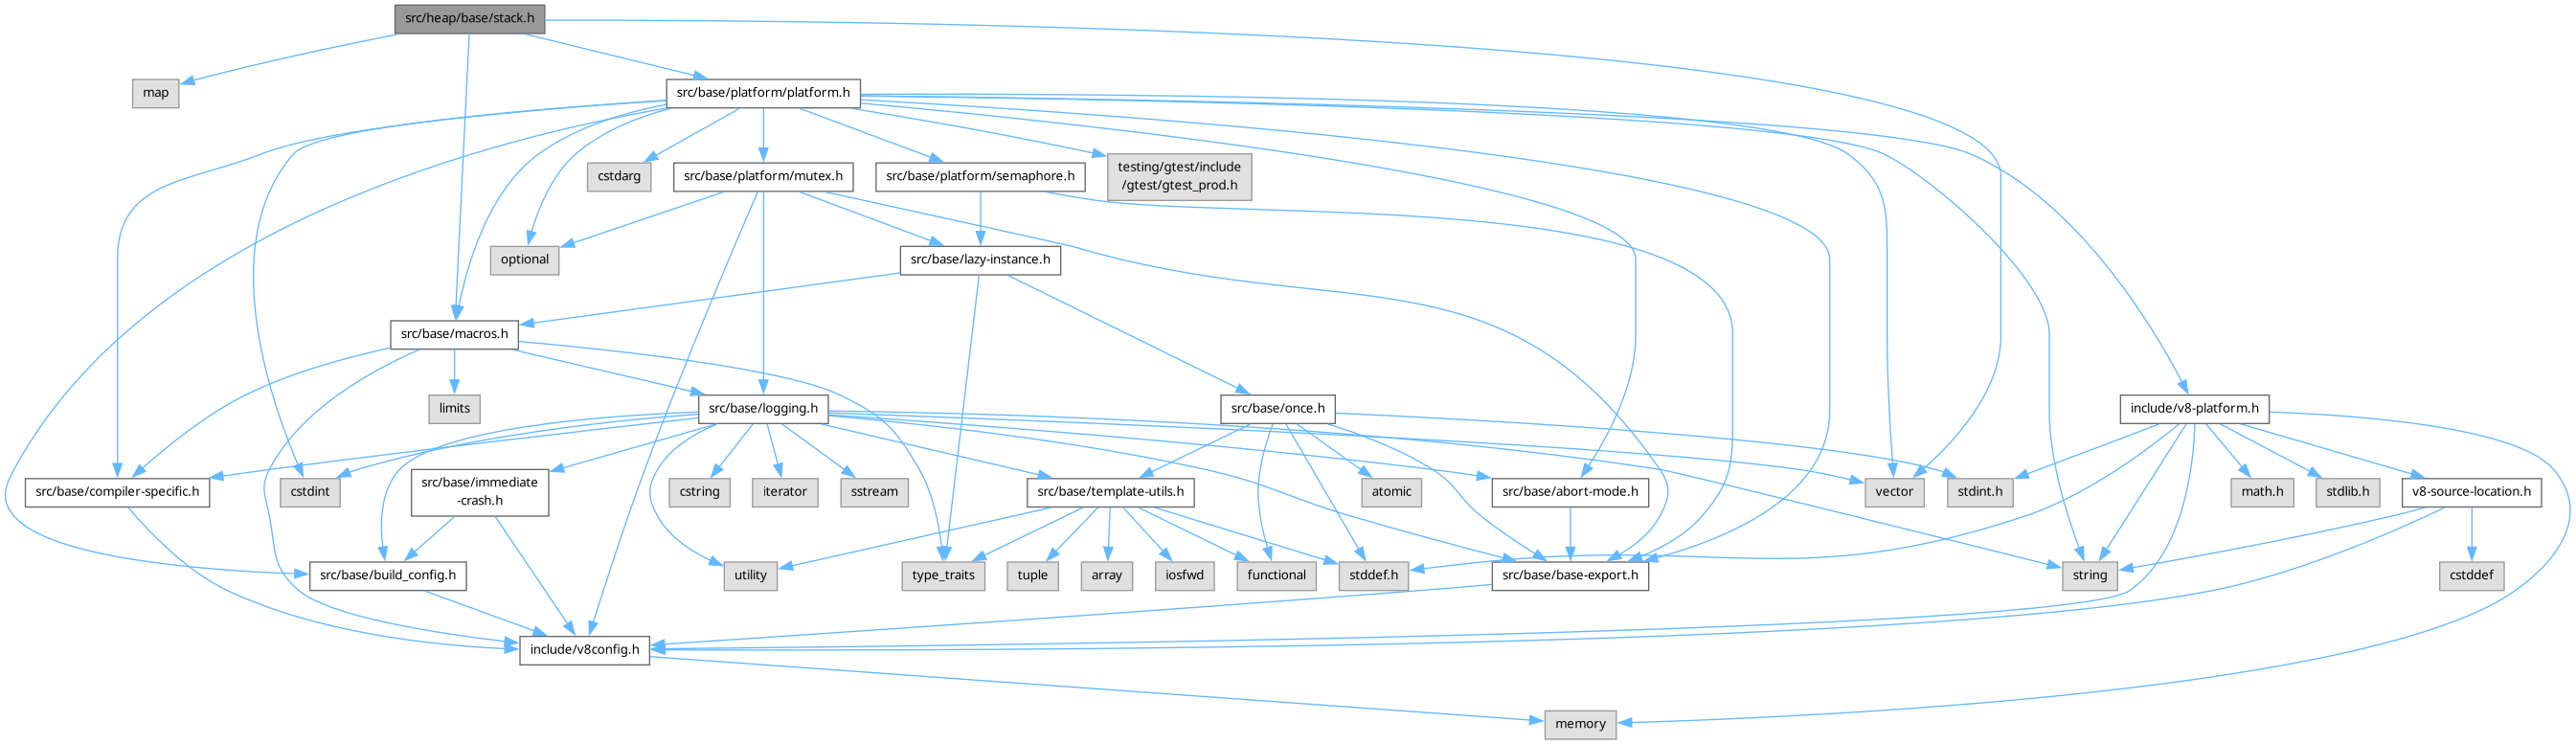 src/heap/base/stack.h
map
src/base/platform/platform.h
cstdarg
src/base/platform/mutex.h
src/base/platform/semaphore.h
testing/gtest/include
/gtest/gtest_prod.h
optional
src/base/lazy-instance.h
src/base/macros.h
limits
src/base/logging.h
src/base/once.h
include/v8-platform.h
src/base/compiler-specific.h
cstdint
src/base/immediate
-crash.h
cstring
iterator
sstream
src/base/template-utils.h
atomic
src/base/abort-mode.h
vector
stdint.h
math.h
stdlib.h
v8-source-location.h
src/base/build_config.h
utility
type_traits
tuple
array
iosfwd
functional
stddef.h
src/base/base-export.h
string
cstddef
include/v8config.h
memory